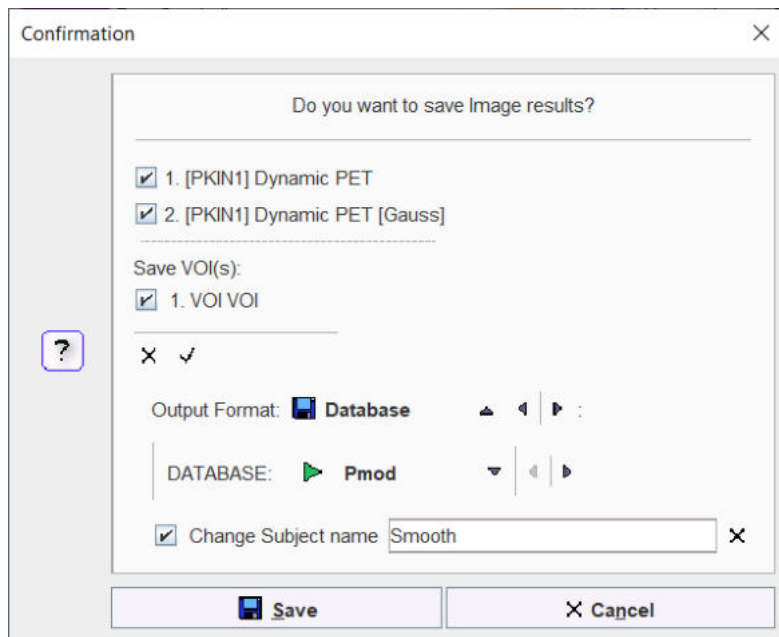 Confirmation
Do you want to save Image results?
1. [PKIN1] Dynamic PET
2. [PKIN1] Dynamic PET [Gauss]
Save VOI(s):
1. VOI VOI
?
Output Format: Database :
DATABASE: Pmod
Change Subject name Smooth
Save Cancel